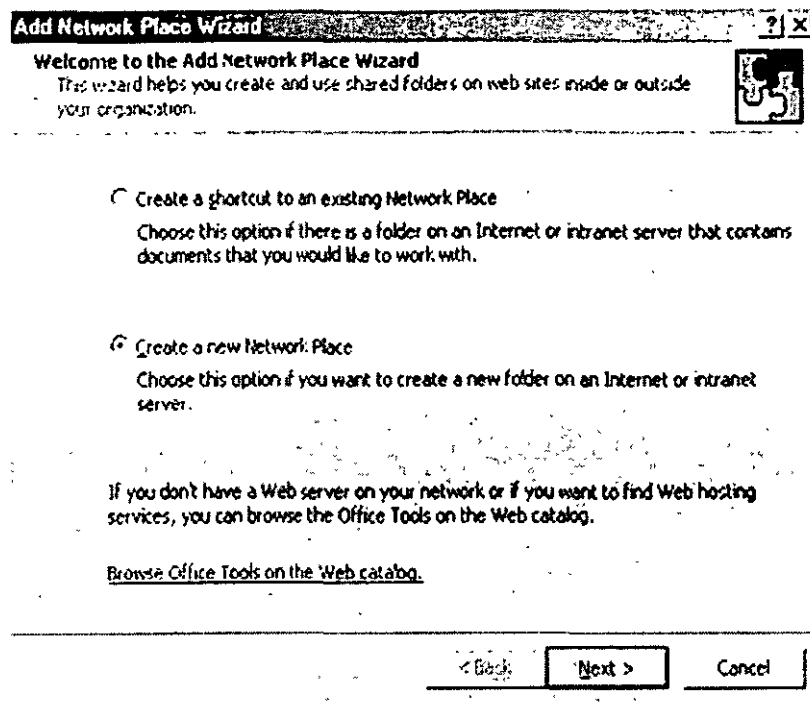 Add Network Place Wizard
? X
Welcome to the Add Network Place Wizard
This wizard helps you create and use shared folders on web sites inside or outside
your organization.
Create a shortcut to an existing Network Place
Choose this option if there is a folder on an Internet or intranet server that contains
documents that you would like to work with.
Create a new Network Place
Choose this option if you want to create a new folder on an Internet or intranet
server.
If you don't have a Web server on your network or if you want to find Web hosting
services, you can browse the Office Tools on the Web catalog.
Browse Office Tools on the Web catalog.
< Back Next > Cancel